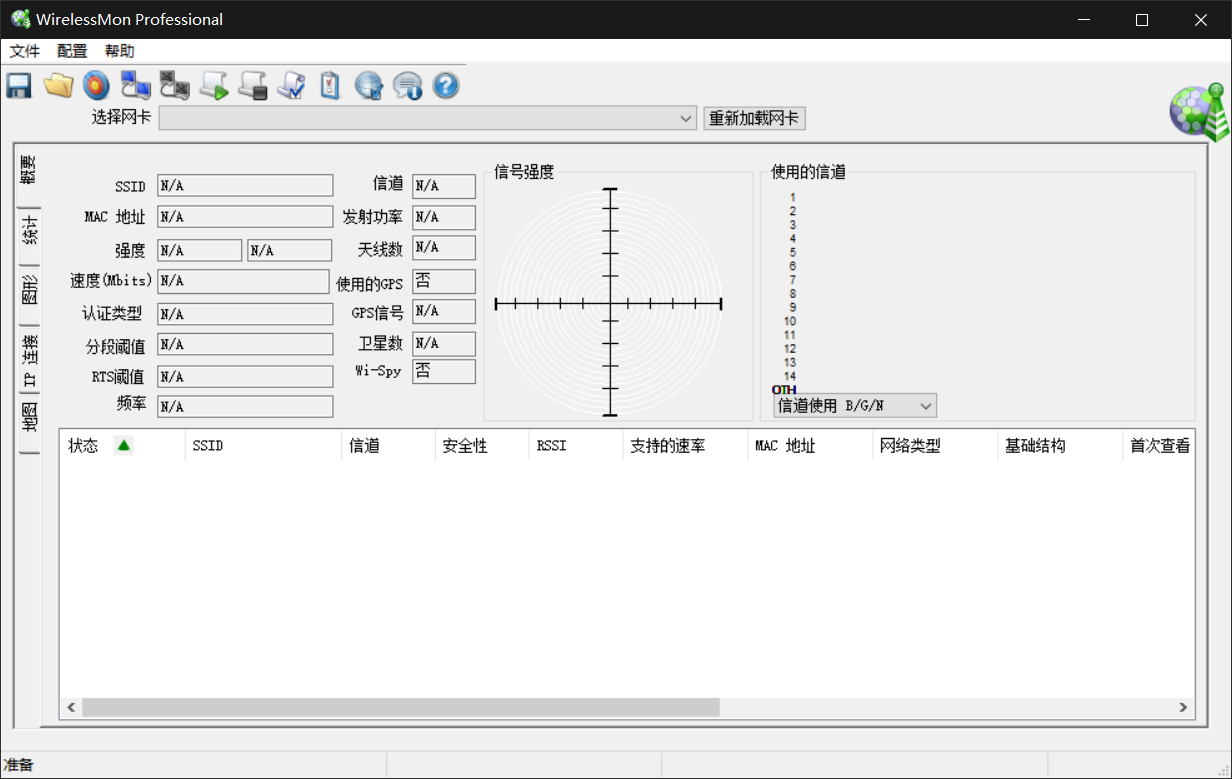 WirelessMon Professional
文件 配置 帮助
选择网卡 重新加载网卡
概要
统计
图形
IP 连接
地图
SSID N/A
MAC 地址 N/A
强度 N/A N/A
速度(Mbits) N/A
认证类型 N/A
分段阈值 N/A
RTS阈值 N/A
频率 N/A
信道 N/A
发射功率 N/A
天线数 N/A
使用的GPS 否
GPS信号 N/A
卫星数 N/A
Wi-Spy 否
信号强度
使用的信道
1
2
3
4
5
6
7
8
9
10
11
12
13
14
OTH
信道使用 B/G/N
状态 SSID 信道 安全性 RSSI 支持的速率 MAC 地址 网络类型 基础结构 首次查看
准备